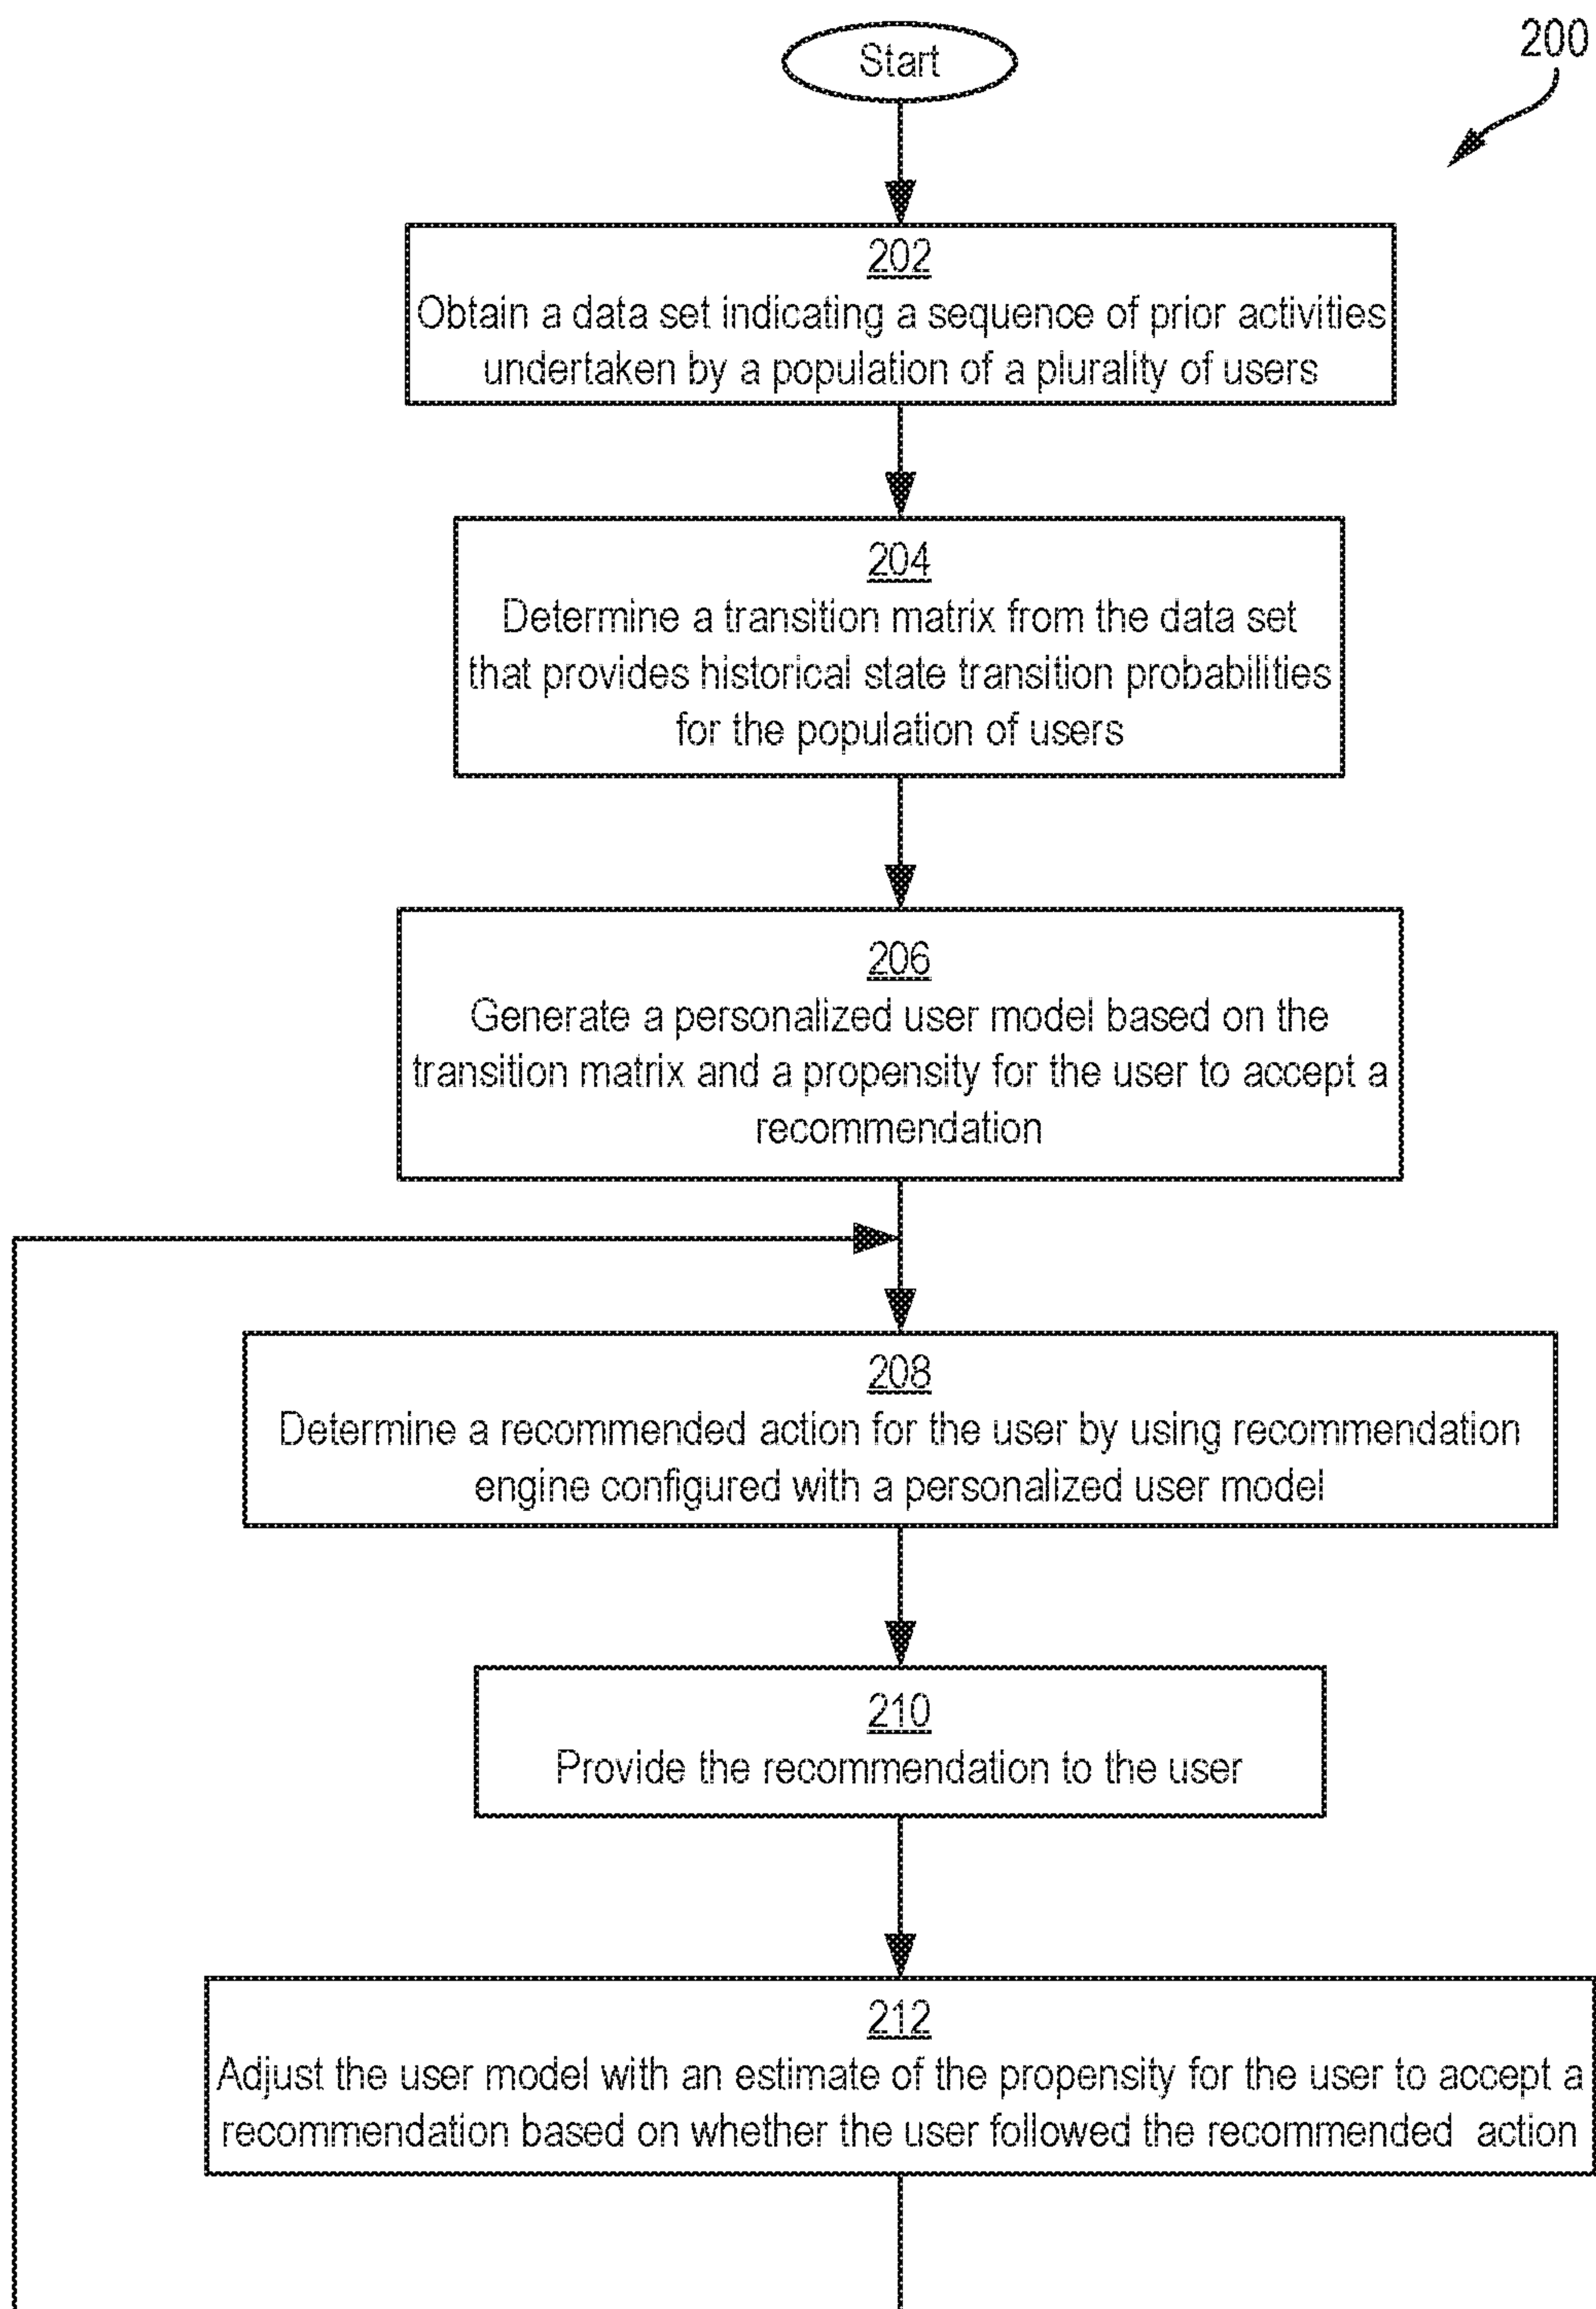 Start
200
202
Obtain a data set indicating a sequence of prior activities
undertaken by a population of a plurality of users
204
Determine a transition matrix from the data set
that provides historical state transition probabilities
for the population of users
206
Generate a personalized user model based on the
transition matrix and a propensity for the user to accept a
recommendation
208
Determine a recommended action for the user by using recommendation
engine configured with a personalized user model
210
Provide the recommendation to the user
212
Adjust the user model with an estimate of the propensity for the user to accept a
recommendation based on whether the user followed the recommended action